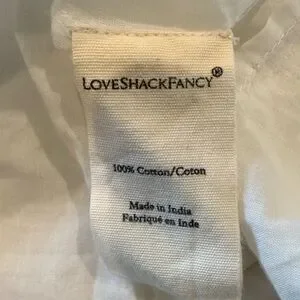 LOVESHACKFANCY®
100% Cotton/Coton
Made in India
Fabriqué en Inde